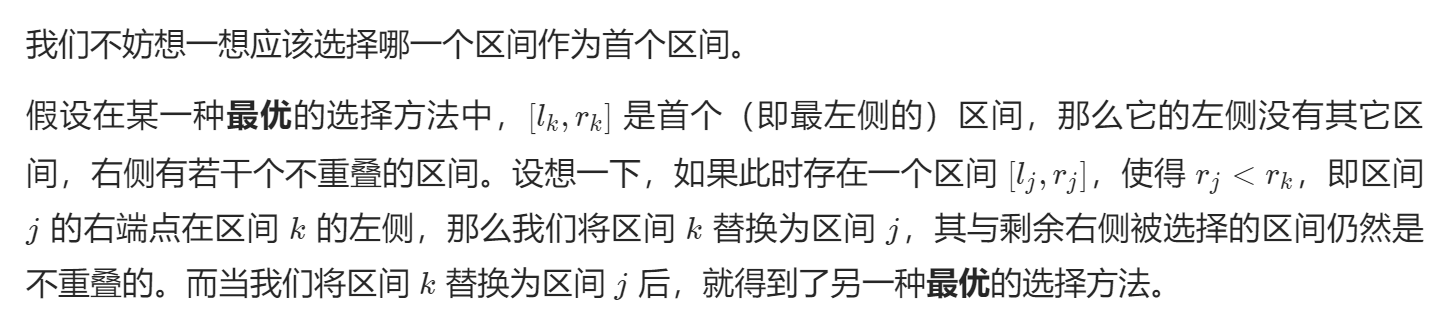 我们不妨想一想应该选择哪一个区间作为首个区间。
假设在某一种最优的选择方法中，[l_k, r_k] 是首个（即最左侧的）区间，那么它的左侧没有其它区
间，右侧有若干个不重叠的区间。设想一下，如果此时存在一个区间 [l_j, r_j]，使得 r_j < r_k，即区间
j 的右端点在区间 k 的左侧，那么我们将区间 k 替换为区间 j，其与剩余右侧被选择的区间仍然是
不重叠的。而当我们将区间 k 替换为区间 j 后，就得到了另一种最优的选择方法。